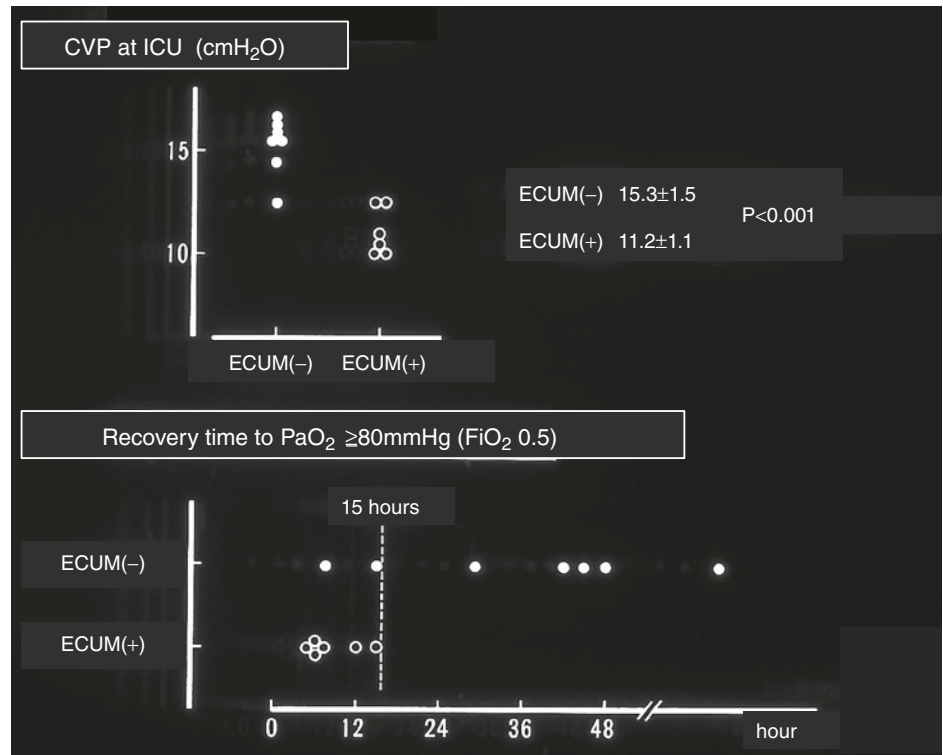 CVP at ICU (cmH₂O)
15
10
ECUM(−) 15.3±1.5
P<0.001
ECUM(+) 11.2±1.1
ECUM(−) ECUM(+)
Recovery time to PaO₂ ≧80mmHg (FiO₂ 0.5)
15 hours
ECUM(−)
ECUM(+)
0 12 24 36 48 hour